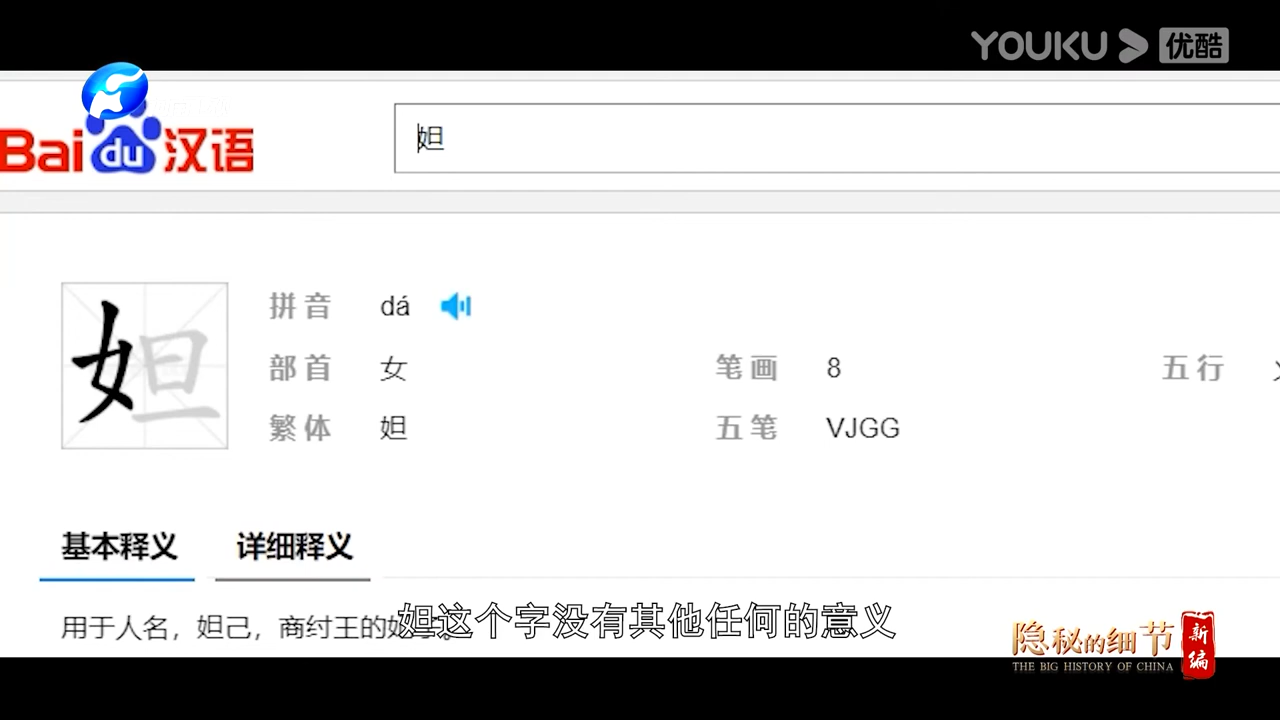 YOUKU 优酷
Baidu汉语
妲
妲
拼音 dá
部首 女 笔画 8 五行
繁体 妲 五笔 VJGG
基本释义 详细释义
用于人名，妲己，商纣王的
妲这个字没有其他任何的意义
隐秘的细节 新编
THE BIG HISTORY OF CHINA